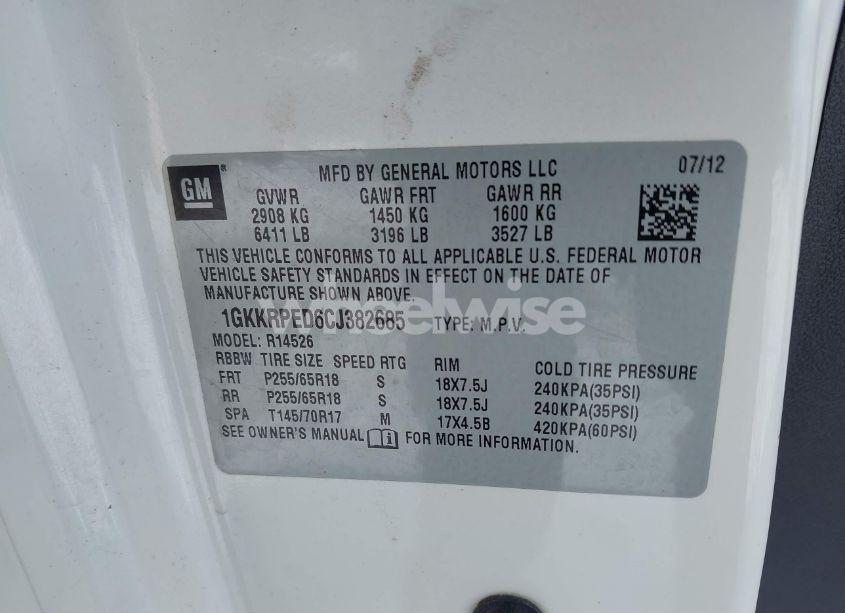 GM
MFD BY GENERAL MOTORS LLC 07/12
GVWR GAWR FRT GAWR RR
2908 KG 1450 KG 1600 KG
6411 LB 3196 LB 3527 LB
THIS VEHICLE CONFORMS TO ALL APPLICABLE U.S. FEDERAL MOTOR
VEHICLE SAFETY STANDARDS IN EFFECT ON THE DATE OF
MANUFACTURE SHOWN ABOVE.
waselwise
1GKKRPED6CJ382685 TYPE: M.P.V.
MODEL: R14526
RBBW TIRE SIZE SPEED RTG RIM COLD TIRE PRESSURE
FRT P255/65R18 S 18X7.5J 240KPA(35PSI)
RR P255/65R18 S 18X7.5J 240KPA(35PSI)
SPA T145/70R17 M 17X4.5B 420KPA(60PSI)
SEE OWNER'S MANUAL FOR MORE INFORMATION.